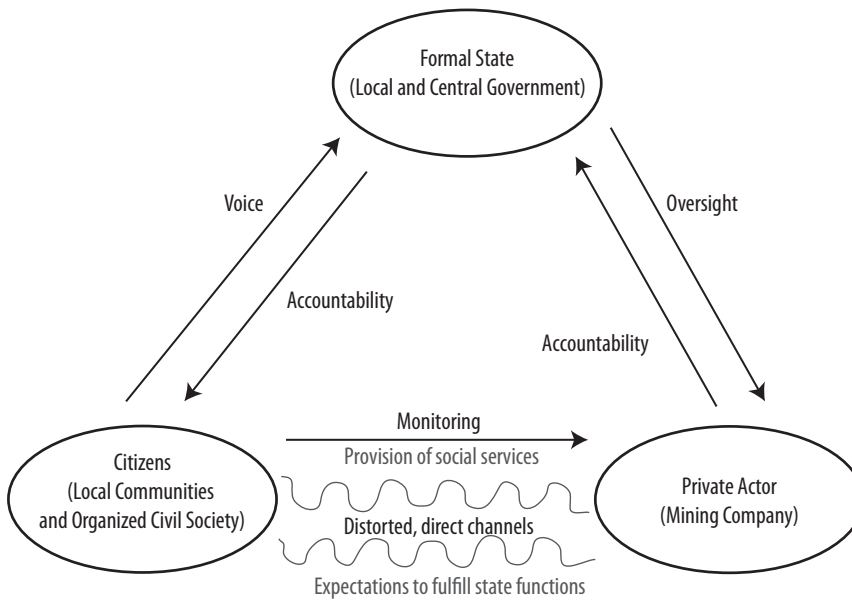 Formal State
(Local and Central Government)
Voice
Oversight
Accountability
Accountability
Monitoring
Provision of social services
Citizens
(Local Communities
and Organized Civil Society)
Private Actor
(Mining Company)
Distorted, direct channels
Expectations to fulfill state functions